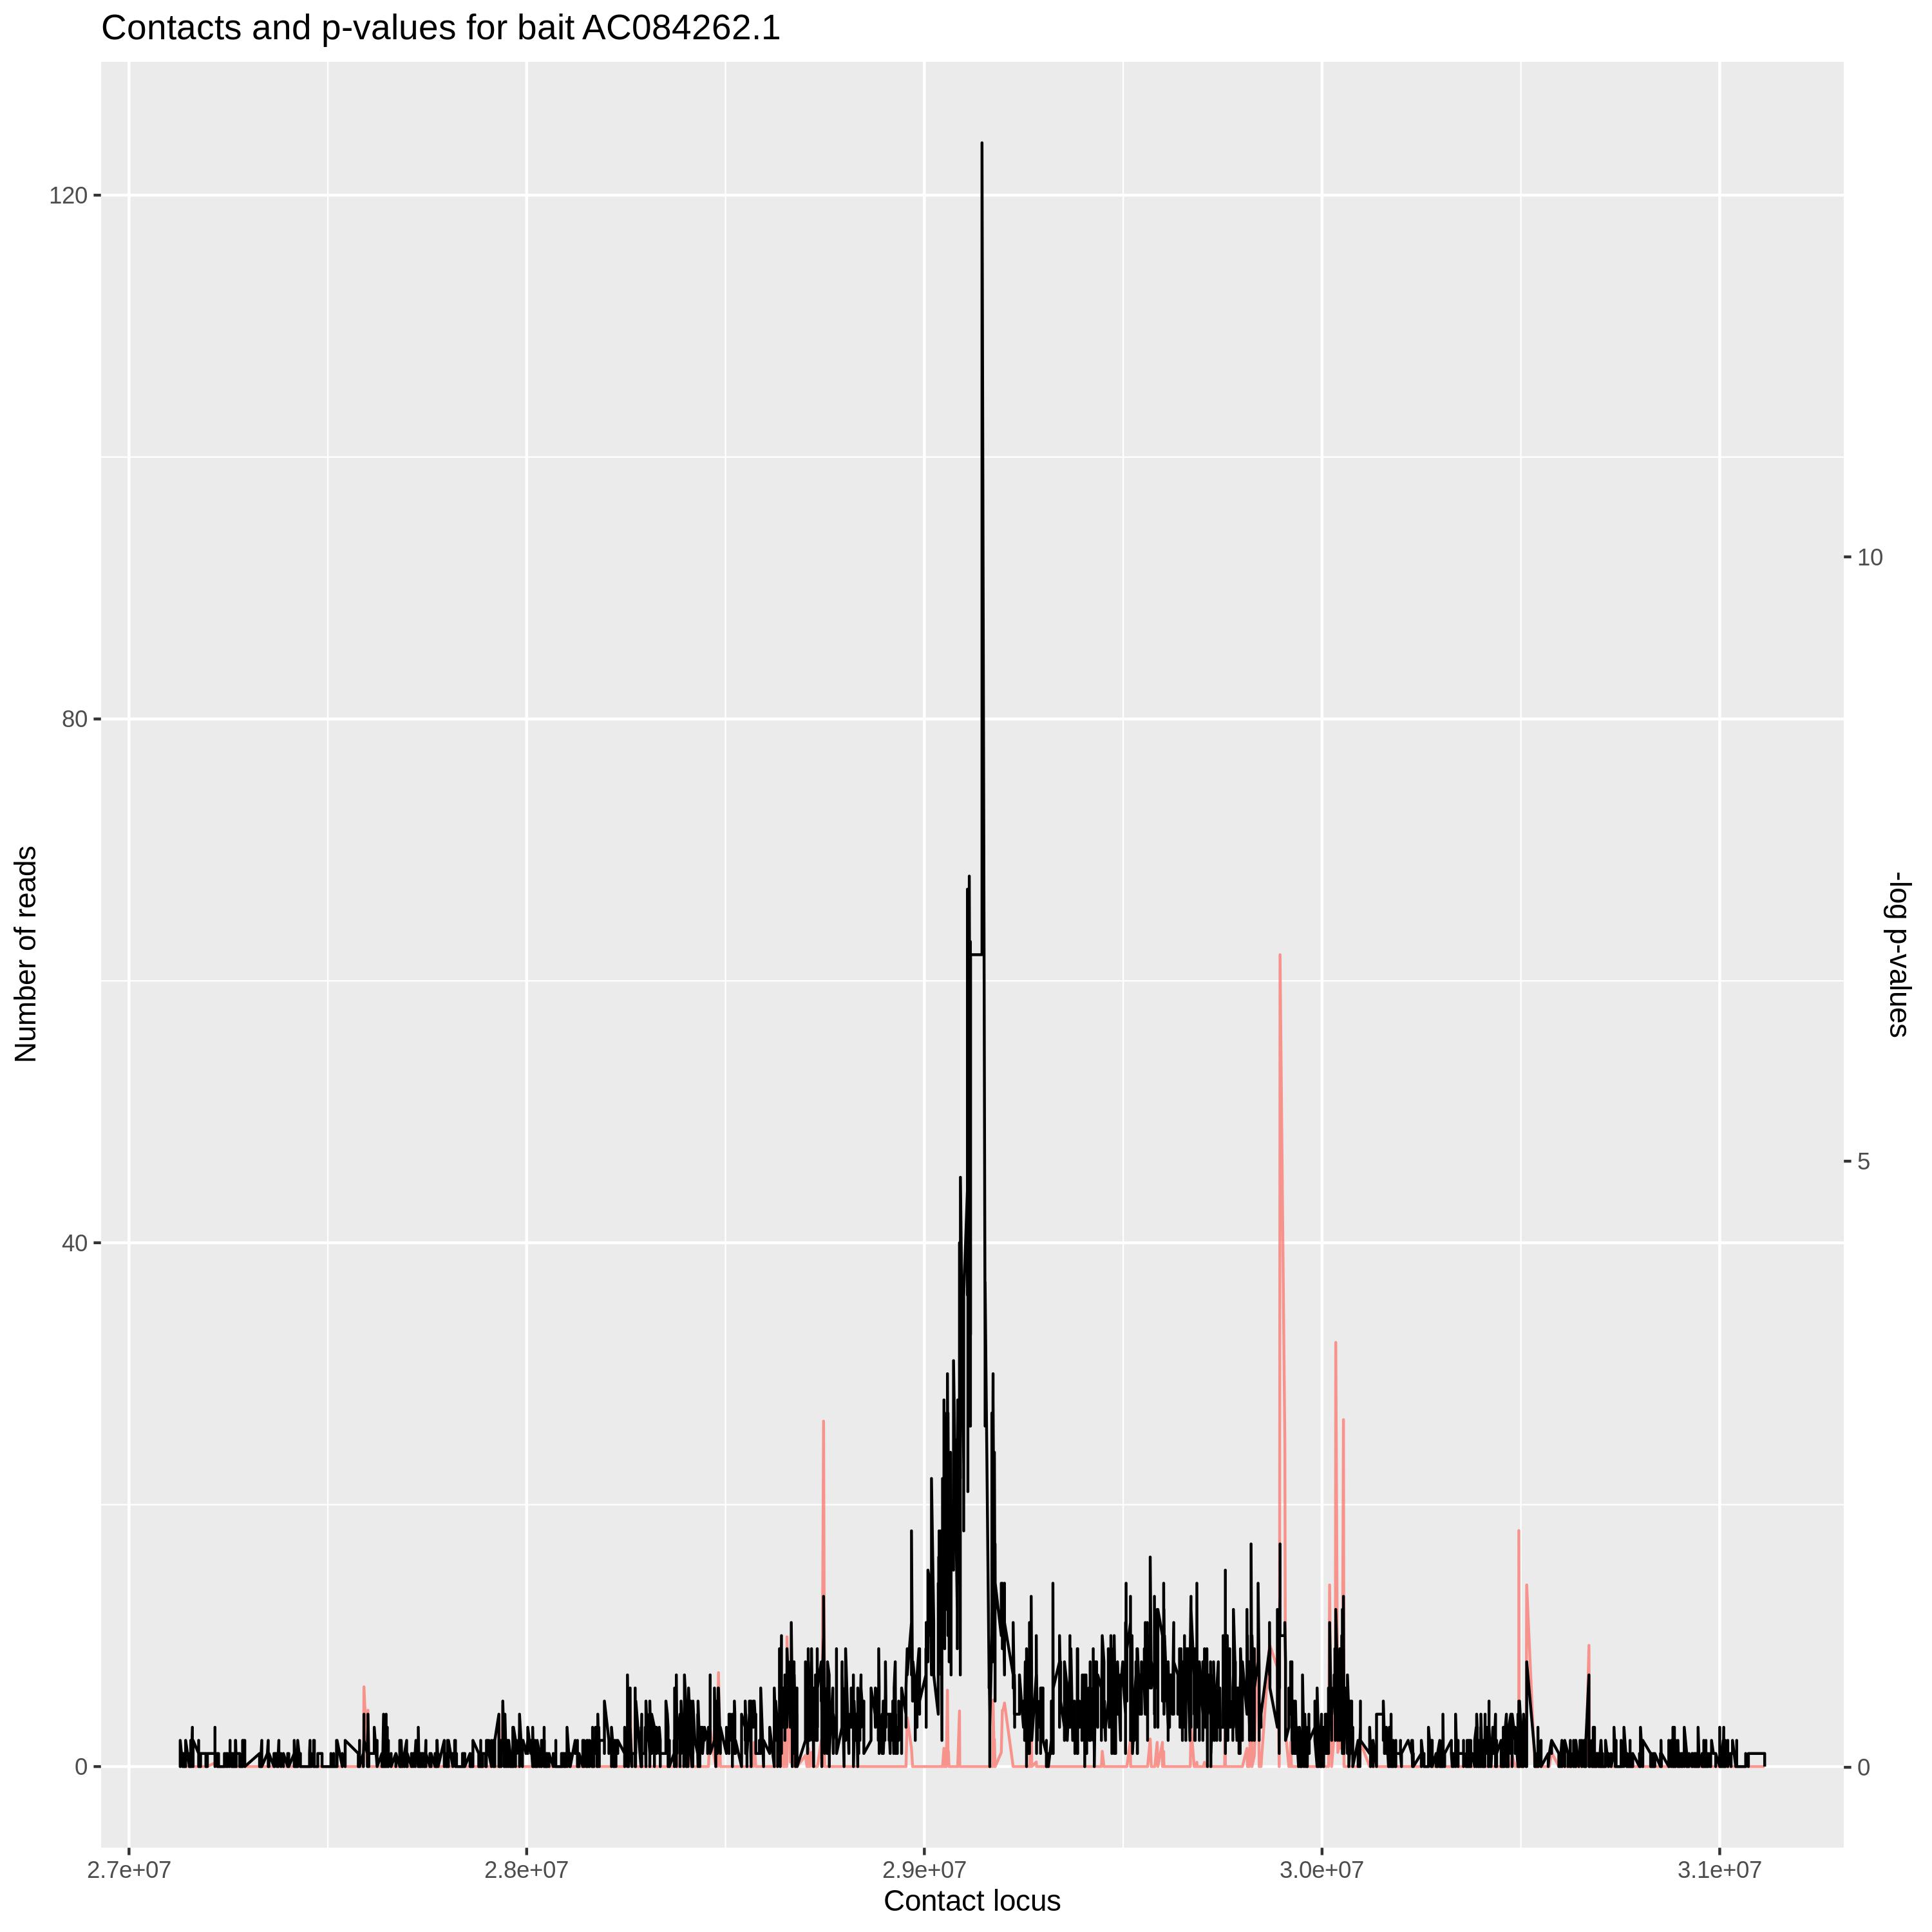 Contacts and p-values for bait AC084262.1
120
80
40
0
Number of reads
10
5
0
-log p-values
2.7e+07
2.8e+07
2.9e+07
3.0e+07
3.1e+07
Contact locus